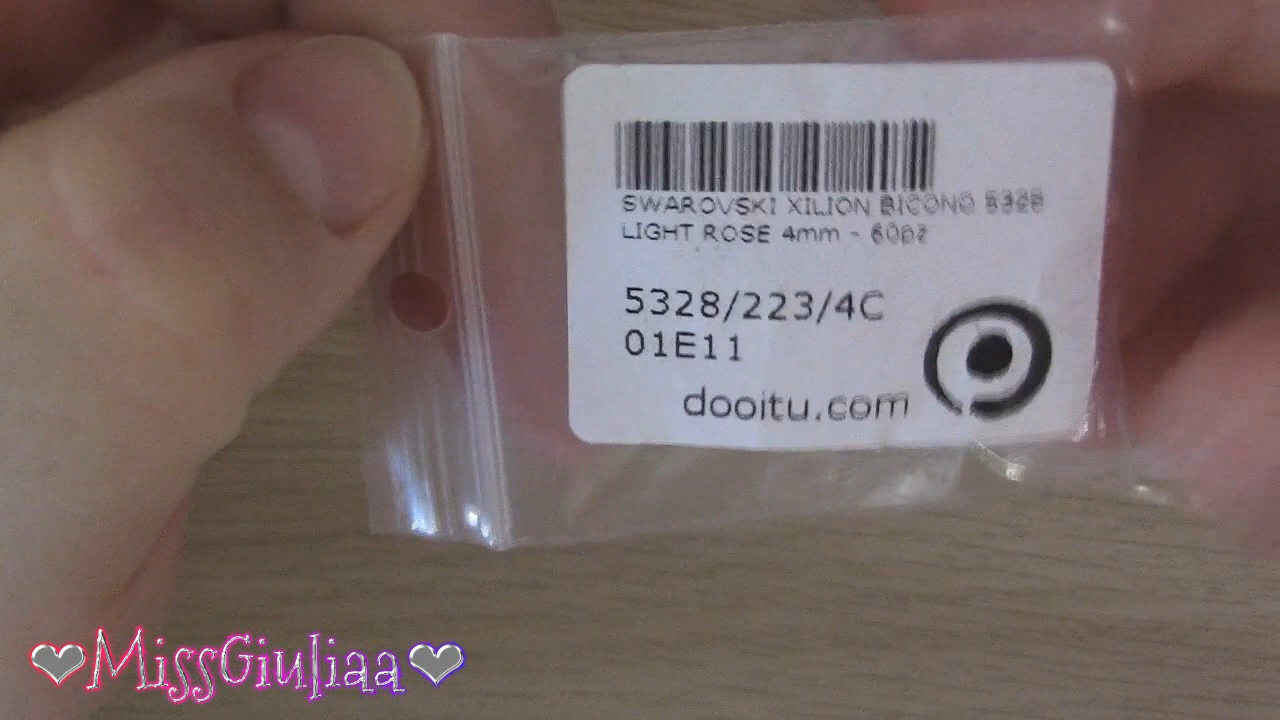 SWAROVSKI XILION BICONO 5328
LIGHT ROSE 4mm - 60pz
5328/223/4C
01E11
dooitu.com
MissGiuliaa